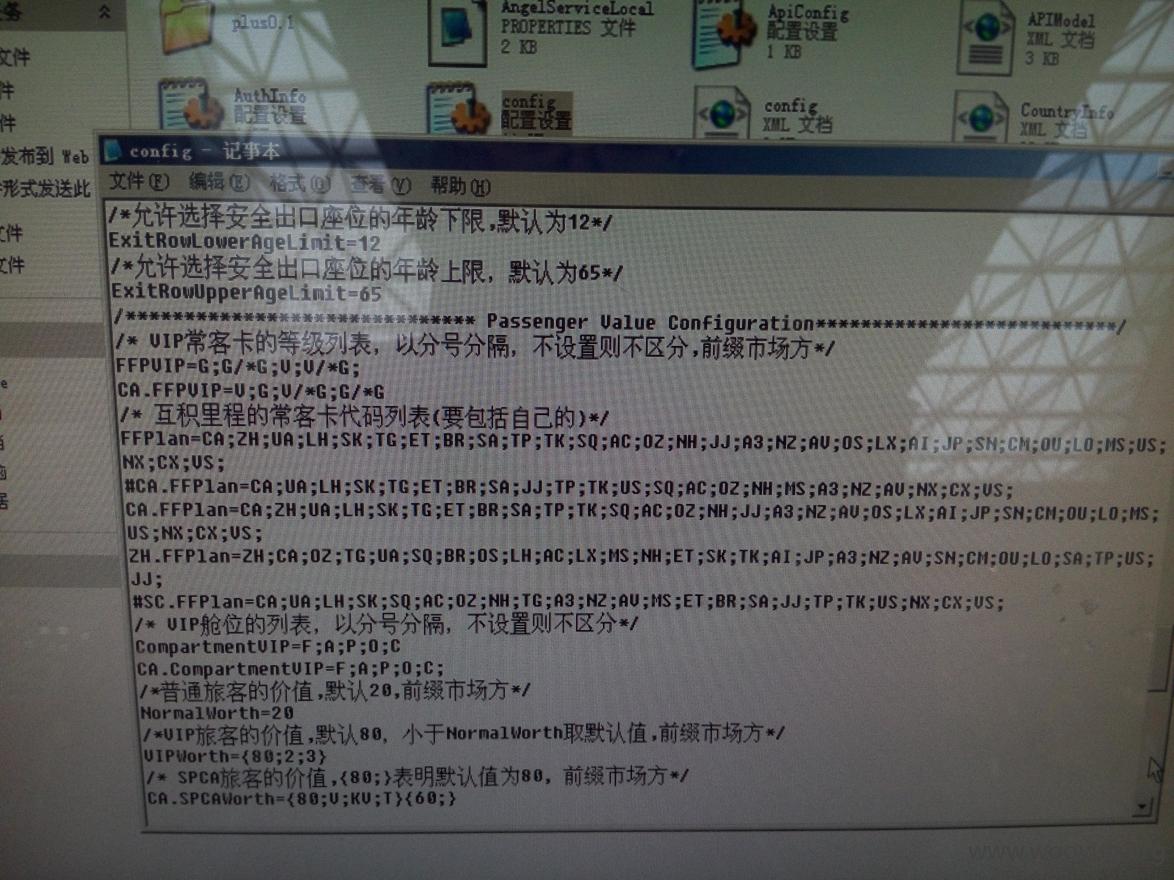 务
plus0.1
AngelServiceLocal
PROPERTIES 文件
2 KB
ApiConfig
配置设置
1 KB
APIModel
XML 文档
3 KB
文件
件
件
发布到 Web
形式发送此
文件
文件
AuthInfo
配置设置
config
配置设置
config
XML 文档
CountryInfo
XML 文档
config - 记事本
文件(F) 编辑(E) 格式(O) 查看(V) 帮助(H)
/*允许选择安全出口座位的年龄下限,默认为12*/
ExitRowLowerAgeLimit=12
/*允许选择安全出口座位的年龄上限, 默认为65*/
ExitRowUpperAgeLimit=65
/*************************** Passenger Value Configuration***********************/
/* VIP常客卡的等级列表, 以分号分隔, 不设置则不区分,前缀市场方*/
FFPVIP=G;G/*G;V;V/*G;
CA.FFPVIP=V;G;V/*G;G/*G
/* 互积里程的常客卡代码列表(要包括自己的)*/
FFPlan=CA;ZH;UA;LH;SK;TG;ET;BR;SA;TP;TK;SQ;AC;OZ;NH;JJ;A3;NZ;AV;OS;LX;AI;JP;SN;CM;OU;LO;MS;US;
NX;CX;VS;
#CA.FFPlan=CA;UA;LH;SK;TG;ET;BR;SA;JJ;TP;TK;US;SQ;AC;OZ;NH;MS;A3;NZ;AV;NX;CX;VS;
CA.FFPlan=CA;ZH;UA;LH;SK;TG;ET;BR;SA;TP;TK;SQ;AC;OZ;NH;JJ;A3;NZ;AV;OS;LX;AI;JP;SN;CM;OU;LO;MS;
US;NX;CX;VS;
ZH.FFPlan=ZH;CA;OZ;TG;UA;SQ;BR;OS;LH;AC;LX;MS;NH;ET;SK;TK;AI;JP;A3;NZ;AV;SN;CM;OU;LO;SA;TP;US;
JJ;
#SC.FFPlan=CA;UA;LH;SK;SQ;AC;OZ;NH;TG;A3;NZ;AV;MS;ET;BR;SA;JJ;TP;TK;US;NX;CX;VS;
/* VIP舱位的列表, 以分号分隔, 不设置则不区分*/
CompartmentVIP=F;A;P;O;C
CA.CompartmentVIP=F;A;P;O;C;
/*普通旅客的价值,默认20,前缀市场方*/
NormalWorth=20
/*VIP旅客的价值,默认80, 小于NormalWorth取默认值,前缀市场方*/
VIPWorth={80;2;3}
/* SPCA旅客的价值,{80;}表明默认值为80, 前缀市场方*/
CA.SPCAWorth={80;V;KV;T}{60;}